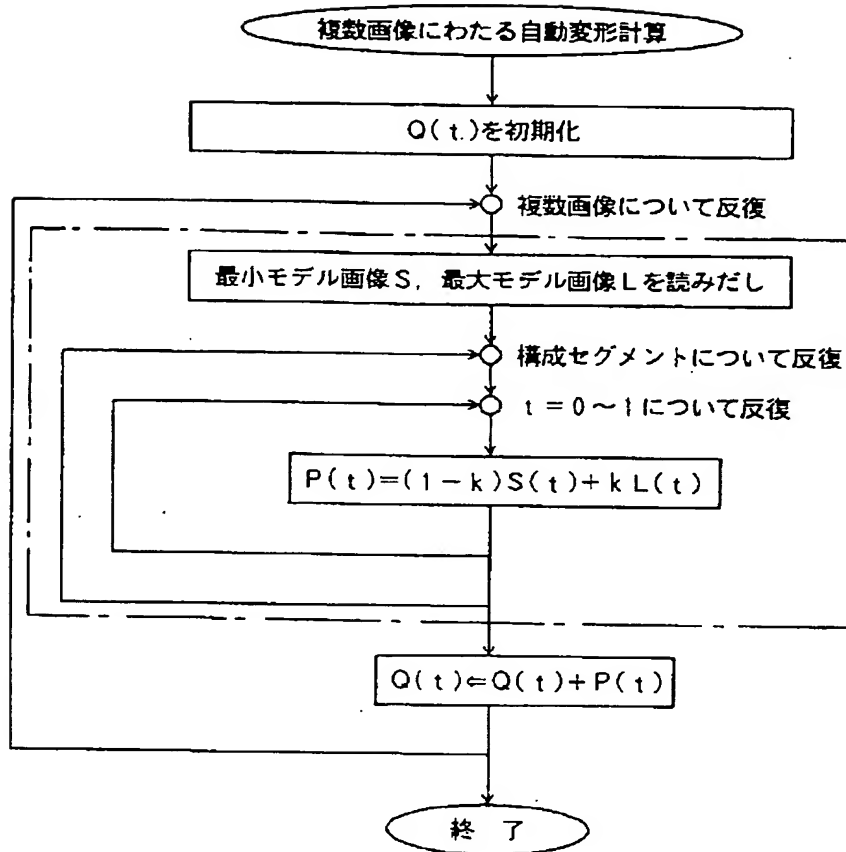 複数画像にわたる自動変形計算
Q(t.)を初期化
複数画像について反復
最小モデル画像S, 最大モデル画像Lを読みだし
構成セグメントについて反復
t=0～1について反復
P(t)=(1-k)S(t)+kL(t)
Q(t)⇐Q(t)+P(t)
終 了